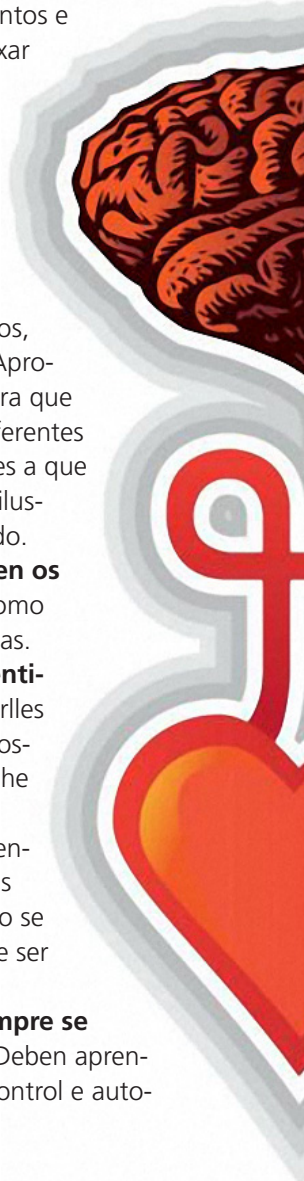 ntos e
xar
os,
Apro-
ra que
ferentes
es a que
ilus-
do.
en os
omo
as.
enti-
rlles
os-
he
en-
s
o se
e ser
mpre se
Deben apren-
ontrol e auto-